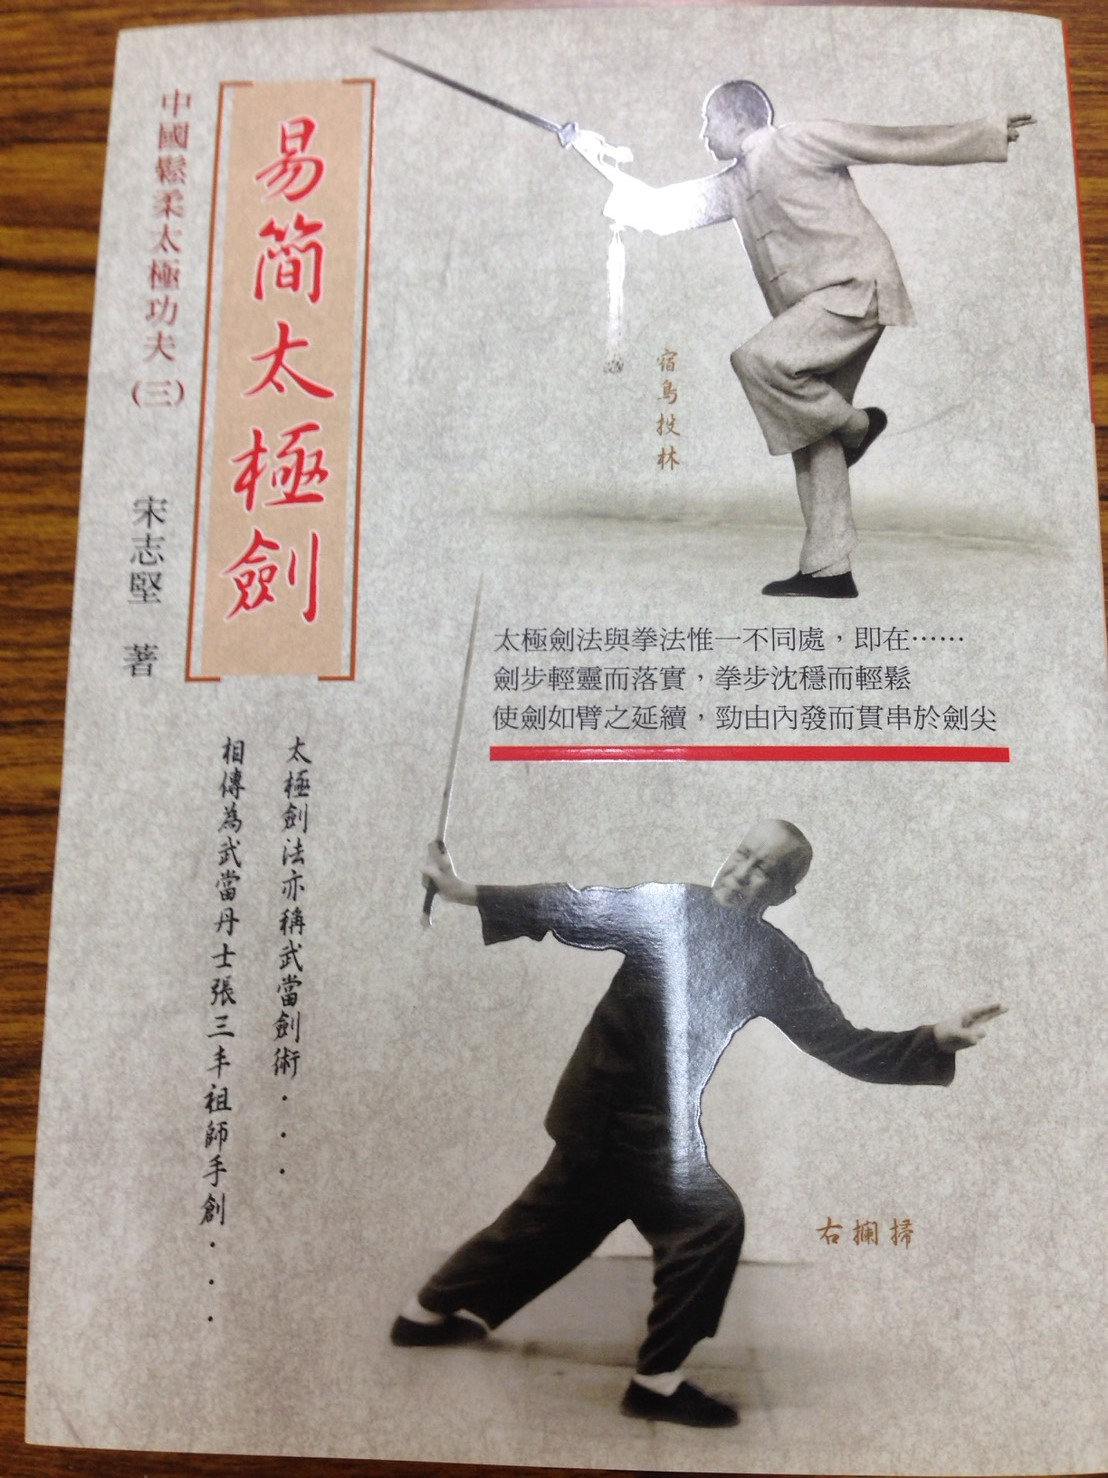 中國鬆柔太極功夫(三)
宋志堅 著
易簡太極劍
宿鳥投林
太極劍法與拳法惟一不同處，即在……
劍步輕靈而落實，拳步沈穩而輕鬆
使劍如臂之延續，勁由內發而貫串於劍尖
太極劍法亦稱武當劍術...
相傳為武當丹士張三丰祖師手創...
右攔掃